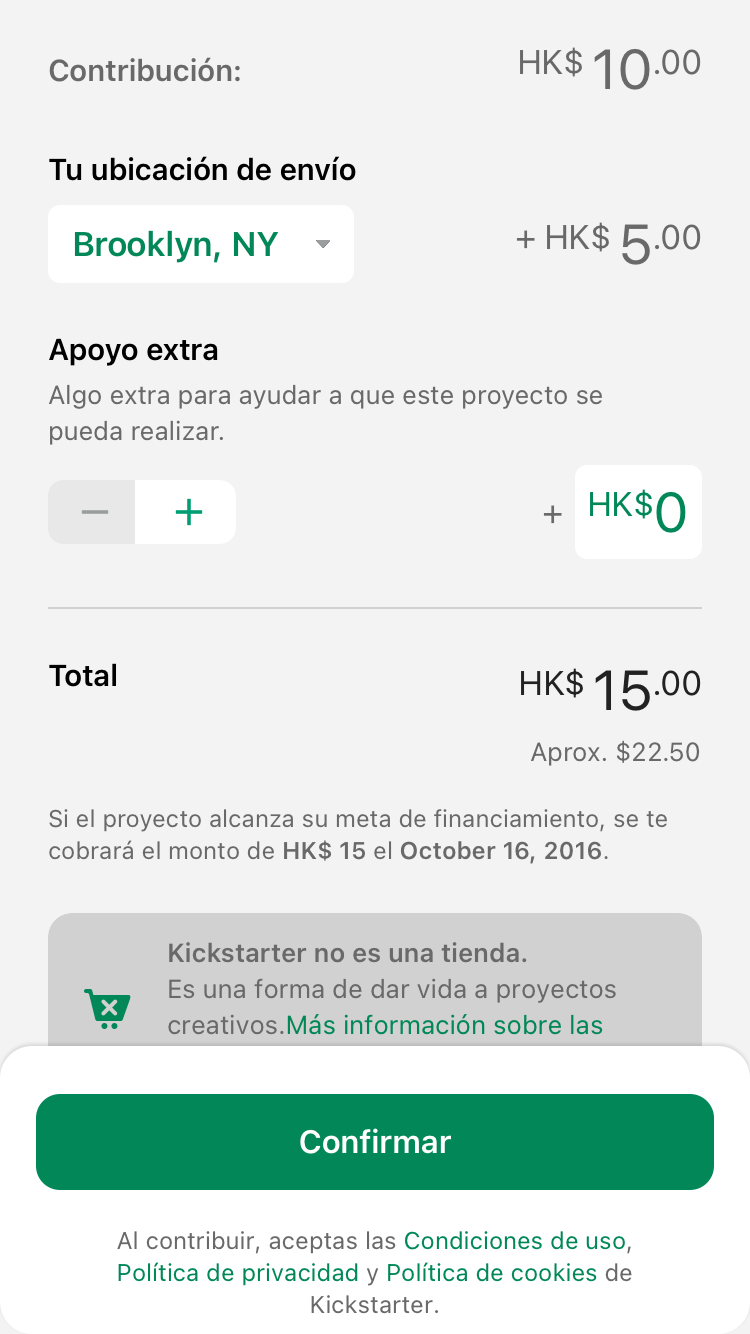 Contribución: HK$ 10.00
Tu ubicación de envío
Brooklyn, NY + HK$ 5.00
Apoyo extra
Algo extra para ayudar a que este proyecto se
pueda realizar.
− + + HK$0
Total HK$ 15.00
Aprox. $22.50
Si el proyecto alcanza su meta de financiamiento, se te
cobrará el monto de HK$ 15 el October 16, 2016.
Kickstarter no es una tienda.
Es una forma de dar vida a proyectos
creativos.Más información sobre las
Confirmar
Al contribuir, aceptas las Condiciones de uso,
Política de privacidad y Política de cookies de
Kickstarter.